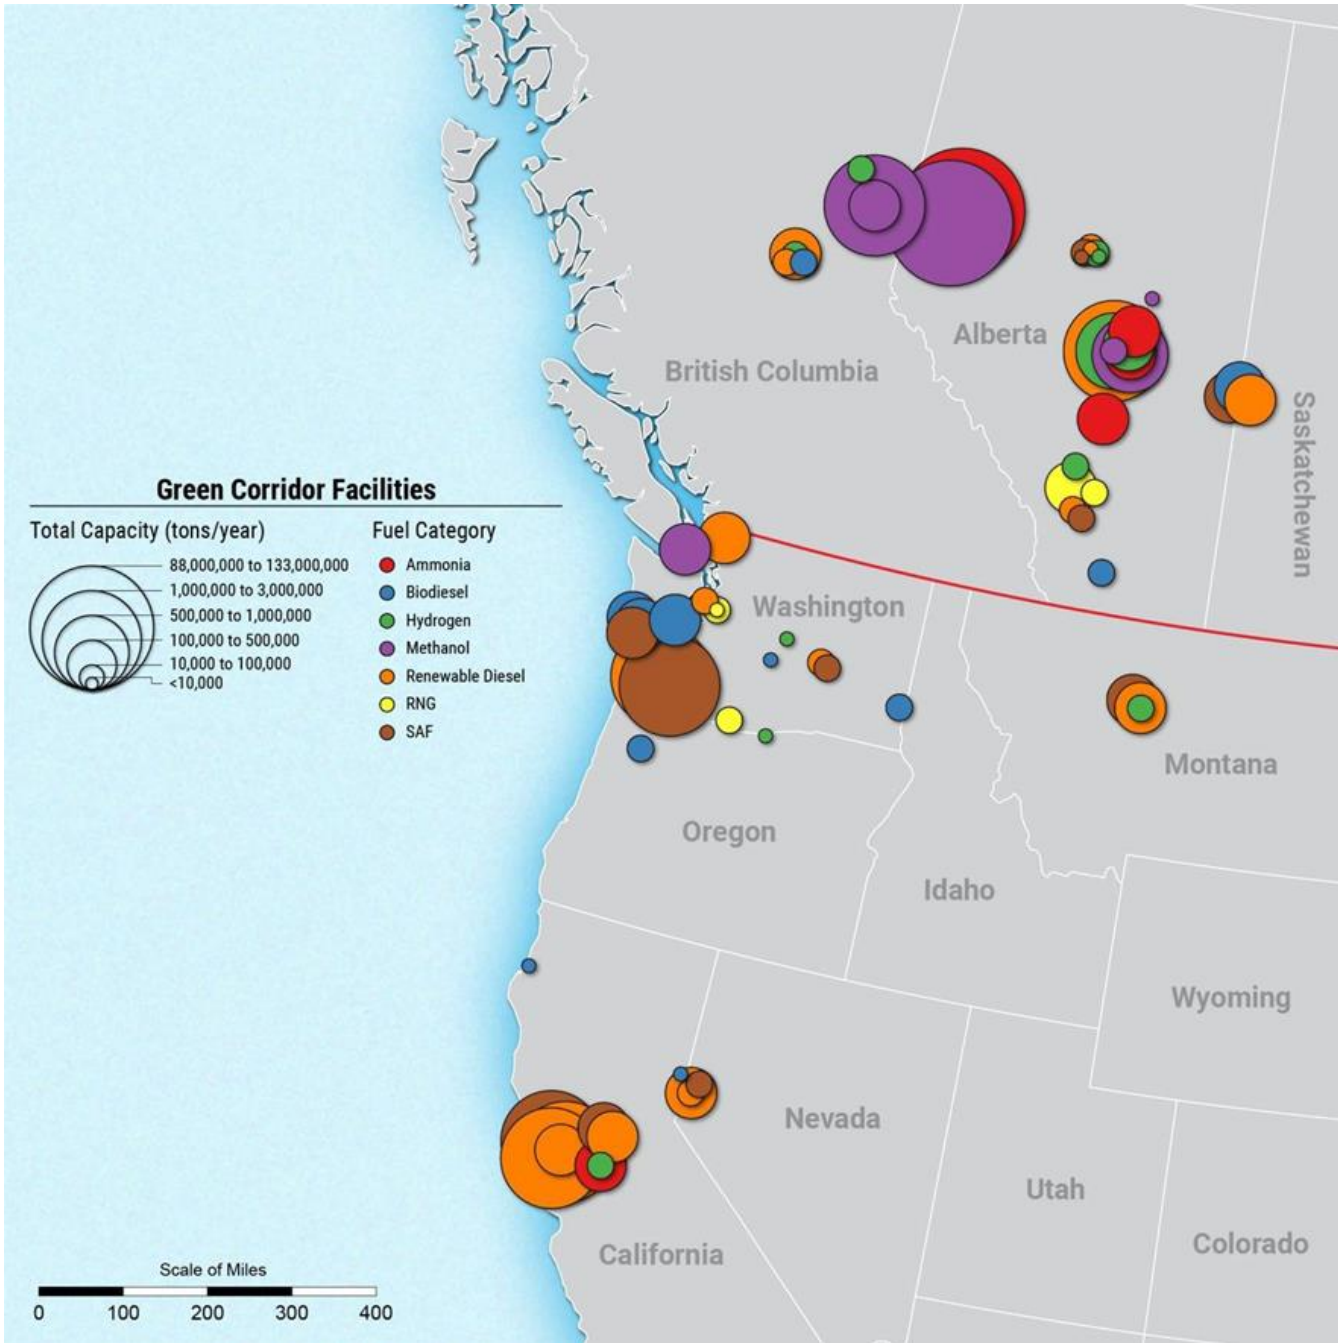 British Columbia
Alberta
Saskatchewan
Green Corridor Facilities
Total Capacity (tons/year)
88,000,000 to 133,000,000
1,000,000 to 3,000,000
500,000 to 1,000,000
100,000 to 500,000
10,000 to 100,000
<10,000
Fuel Category
Ammonia
Biodiesel
Hydrogen
Methanol
Renewable Diesel
RNG
SAF
Washington
Montana
Oregon
Idaho
Wyoming
Nevada
Utah
Colorado
California
Scale of Miles
0 100 200 300 400